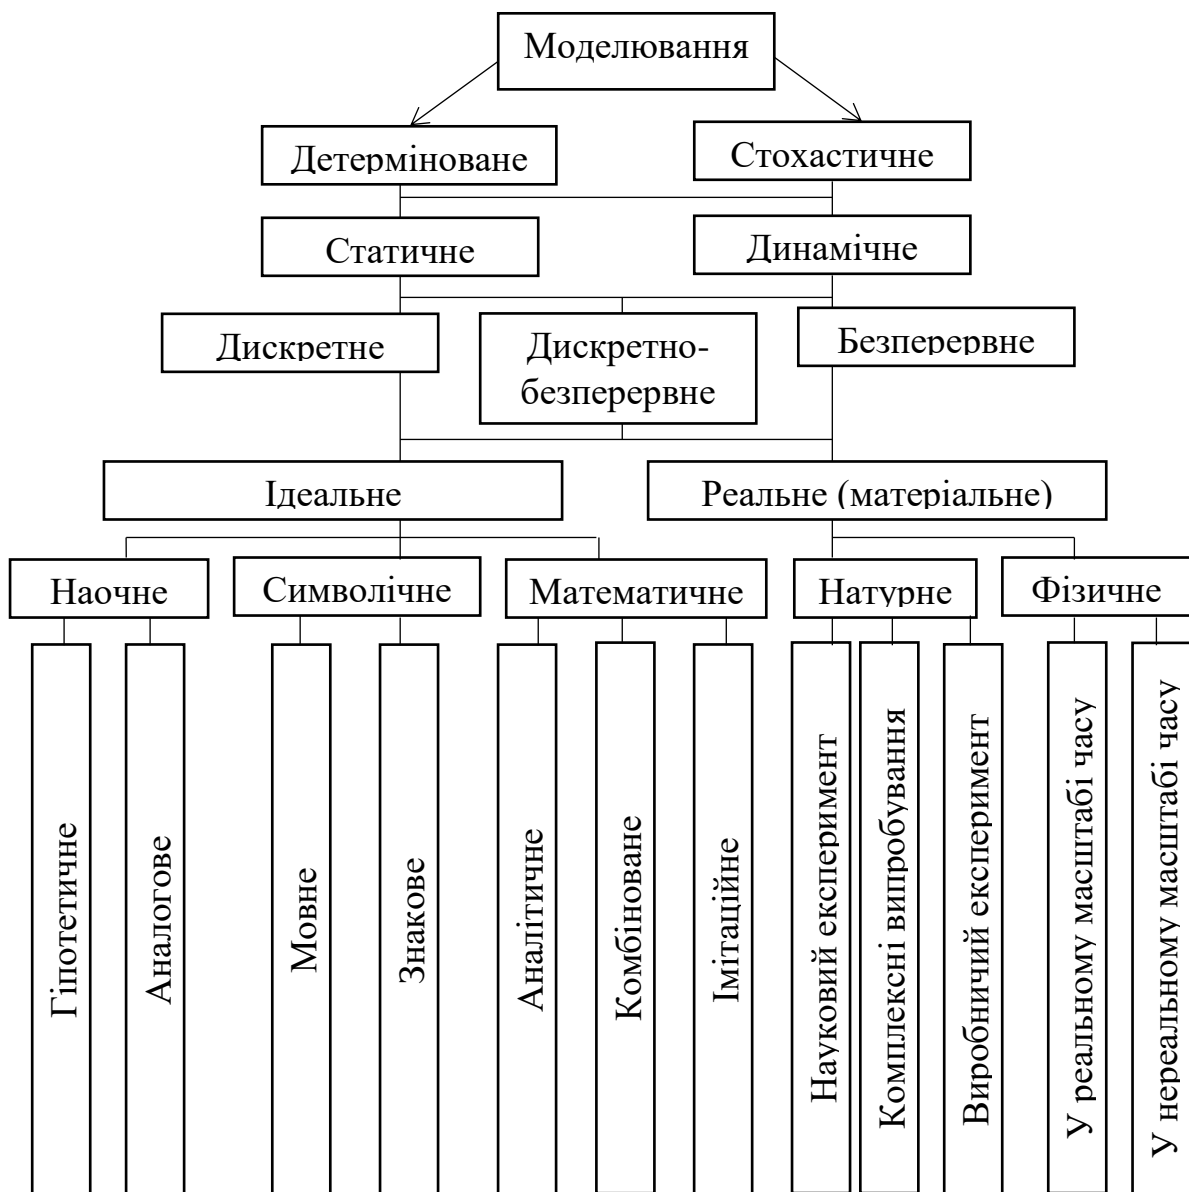 Моделювання
Детерміноване
Стохастичне
Статичне
Динамічне
Дискретне
Дискретно-
безперервне
Безперервне
Ідеальне
Реальне (матеріальне)
Наочне
Символічне
Математичне
Натурне
Фізичне
Гіпотетичне
Аналогове
Мовне
Знакове
Аналітичне
Комбіноване
Імітаційне
Науковий експеримент
Комплексні випробування
Виробничий експеримент
У реальному масштабі часу
У нереальному масштабі часу